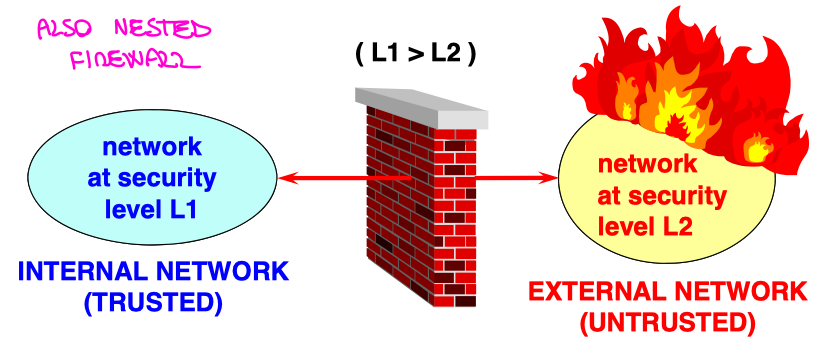 ALSO NESTED
FIREWALL
( L1 > L2 )
network
at security
level L1
INTERNAL NETWORK
(TRUSTED)
network
at security
level L2
EXTERNAL NETWORK
(UNTRUSTED)